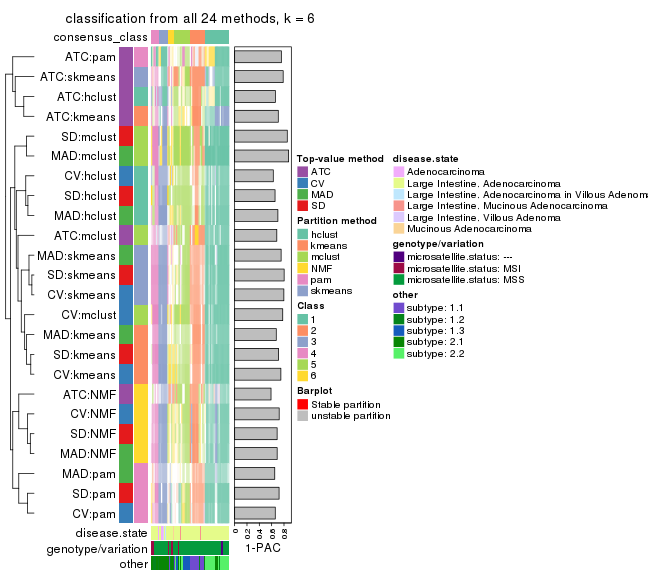 classification from all 24 methods, k = 6
consensus_class
ATC:pam
ATC:skmeans
ATC:hclust
ATC:kmeans
SD:mclust
MAD:mclust
CV:hclust
SD:hclust
MAD:hclust
ATC:mclust
MAD:skmeans
SD:skmeans
CV:skmeans
CV:mclust
MAD:kmeans
SD:kmeans
CV:kmeans
ATC:NMF
CV:NMF
SD:NMF
MAD:NMF
MAD:pam
SD:pam
CV:pam
disease.state
genotype/variation
other
0 0.2 0.4 0.6 0.8
1-PAC
Top-value method
ATC
CV
MAD
SD
Partition method
hclust
kmeans
mclust
NMF
pam
skmeans
Class
1
2
3
4
5
6
Barplot
Stable partition
unstable partition
disease.state
Adenocarcinoma
Large Intestine. Adenocarcinoma
Large Intestine. Adenocarcinoma in Villous Adenom
Large Intestine. Mucinous Adenocarcinoma
Large Intestine. Villous Adenoma
Mucinous Adenocarcinoma
genotype/variation
microsatellite.status: ---
microsatellite.status: MSI
microsatellite.status: MSS
other
subtype: 1.1
subtype: 1.2
subtype: 1.3
subtype: 2.1
subtype: 2.2